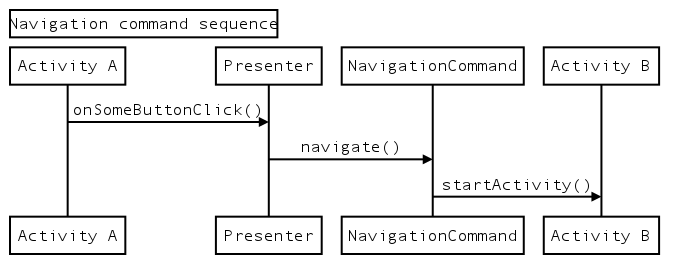 Navigation command sequence
Activity A Presenter NavigationCommand Activity B
onSomeButtonClick()
navigate()
startActivity()
Activity A Presenter NavigationCommand Activity B